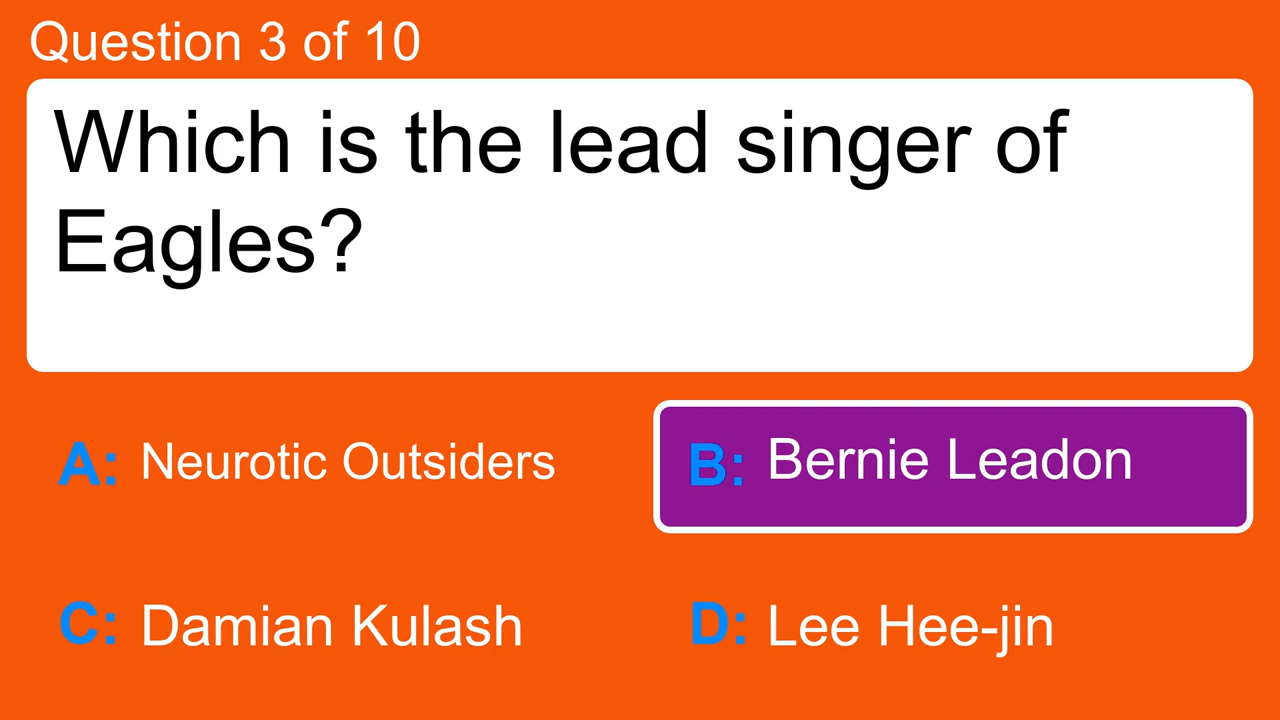 Question 3 of 10
Which is the lead singer of
Eagles?
A: Neurotic Outsiders
B: Bernie Leadon
C: Damian Kulash
D: Lee Hee-jin